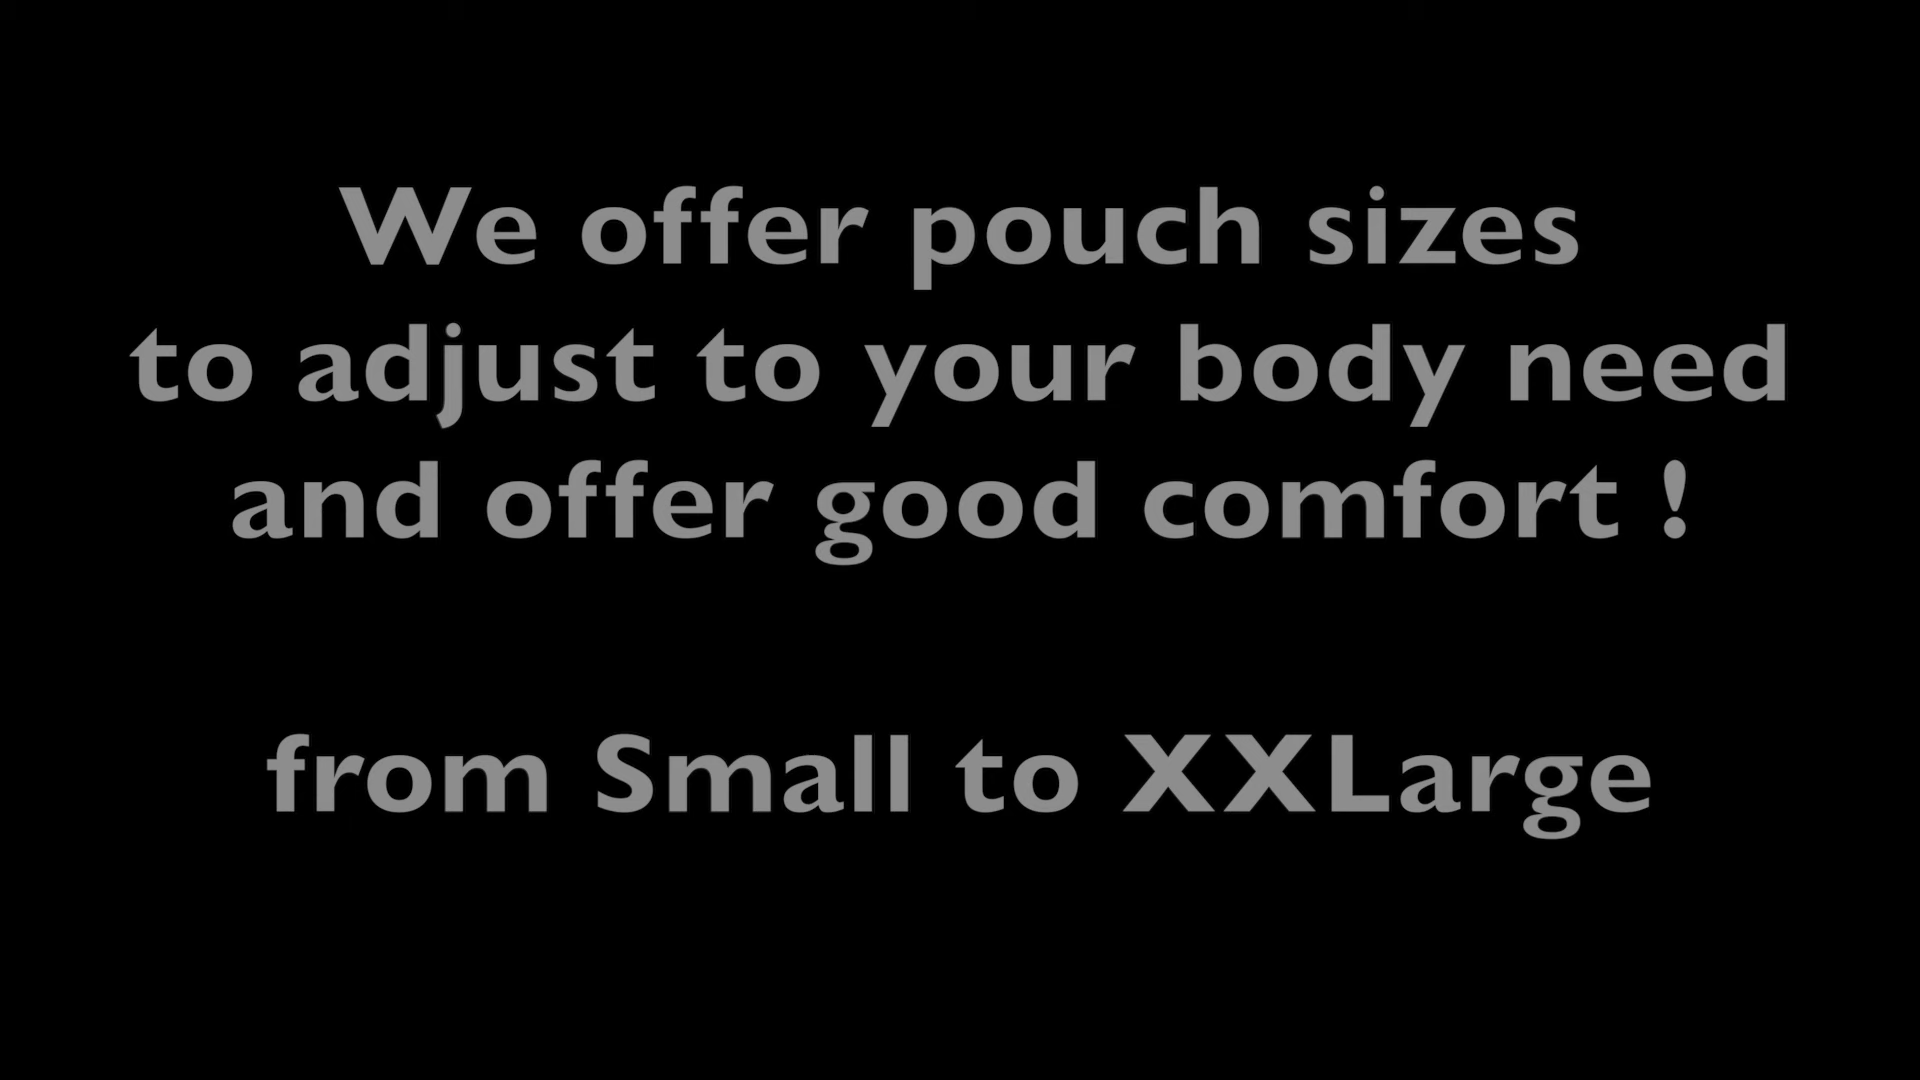 We offer pouch sizes
to adjust to your body need
and offer good comfort !
from Small to XXLarge